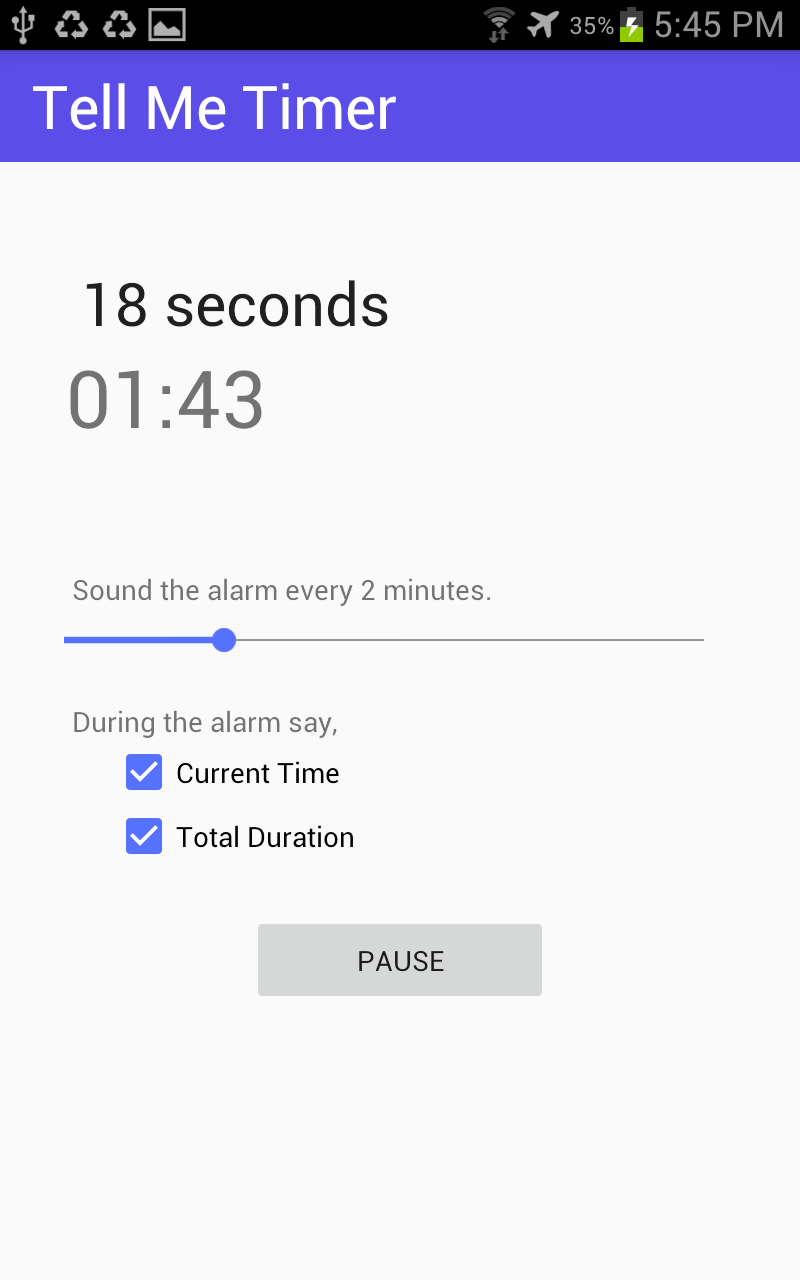 35% 5:45 PM
Tell Me Timer
18 seconds
01:43
Sound the alarm every 2 minutes.
During the alarm say,
Current Time
Total Duration
PAUSE